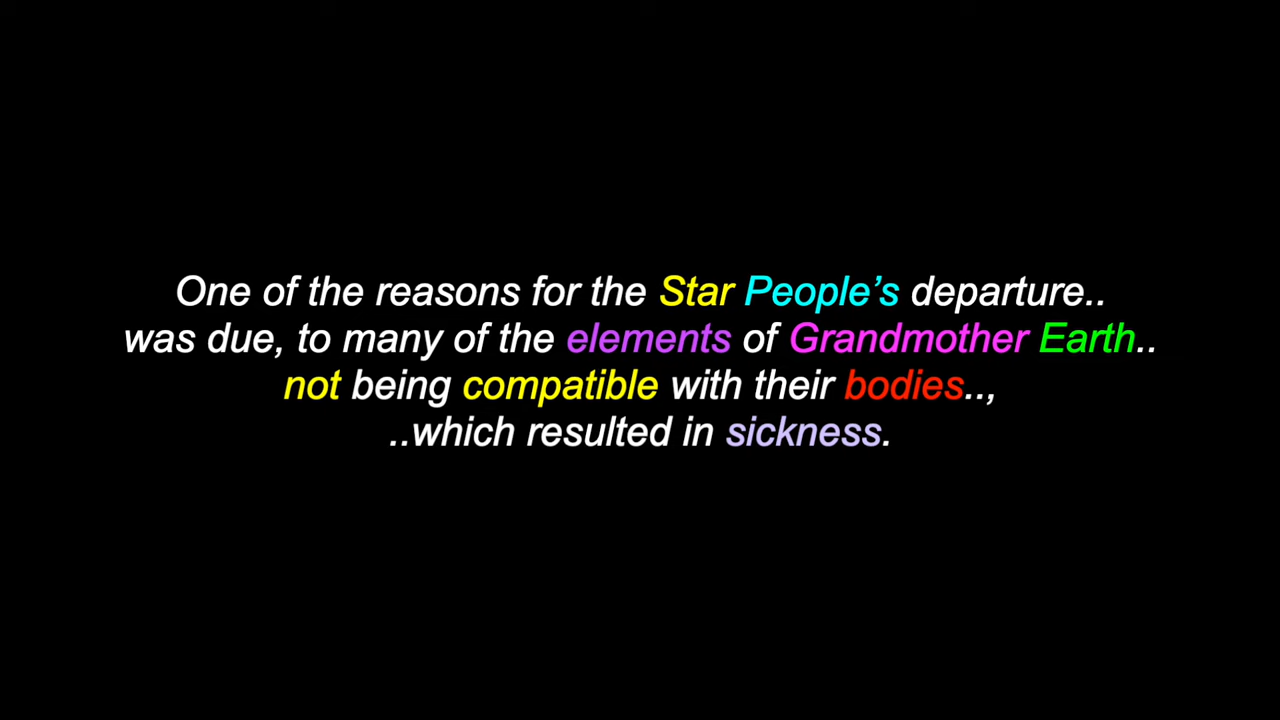 One of the reasons for the Star People’s departure..
was due, to many of the elements of Grandmother Earth..
not being compatible with their bodies..,
..which resulted in sickness.